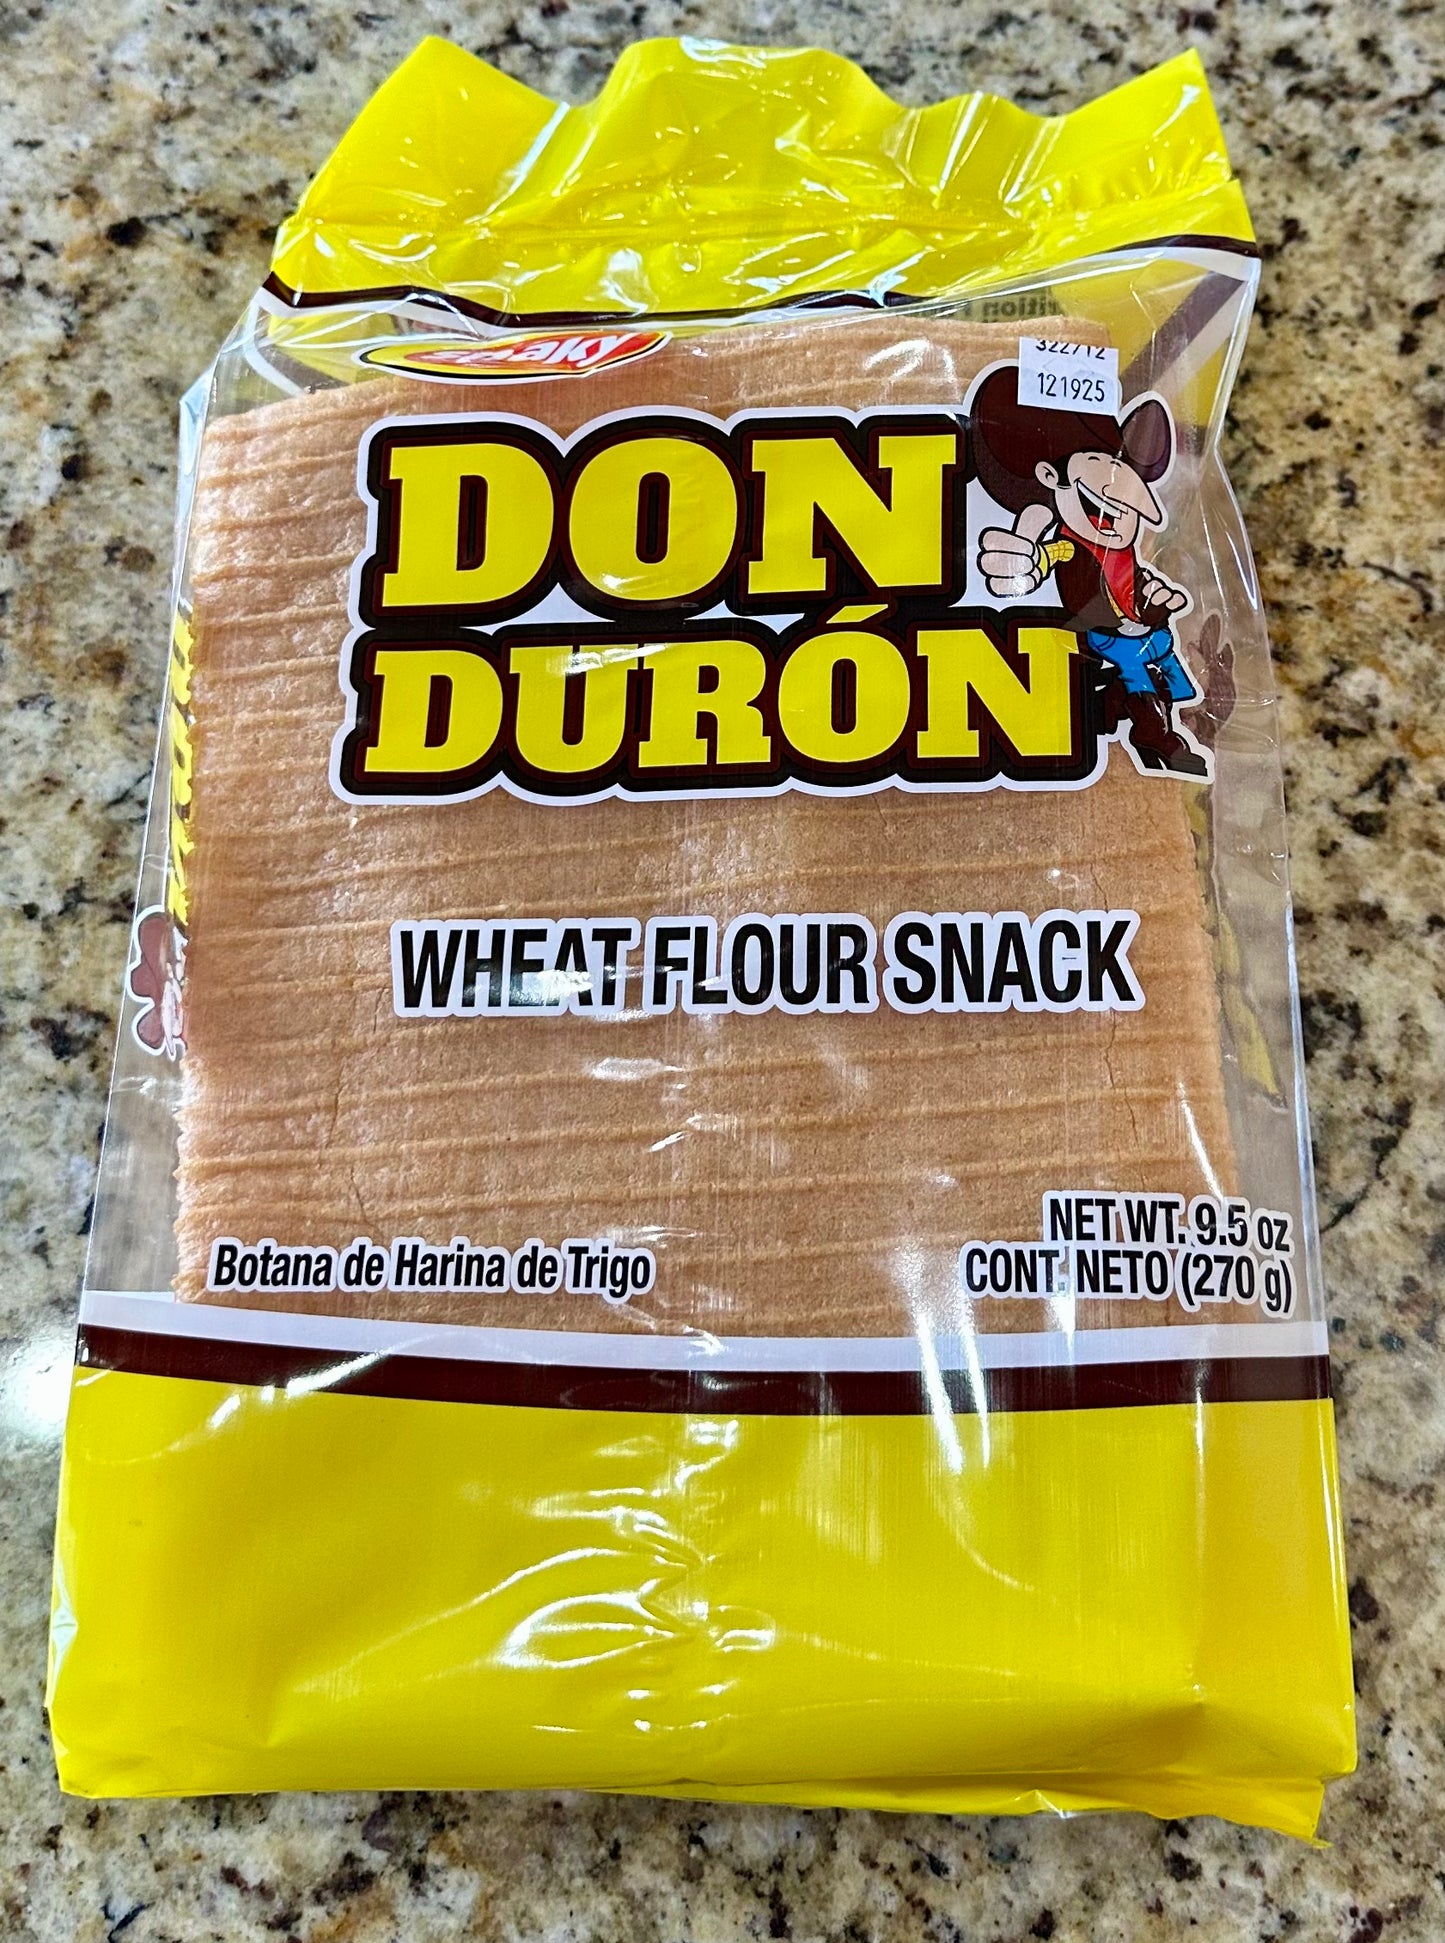 322712
121925
DON
DURÓN
WHEAT FLOUR SNACK
Botana de Harina de Trigo
NET WT. 9.5 oz
CONT. NETO (270 g)